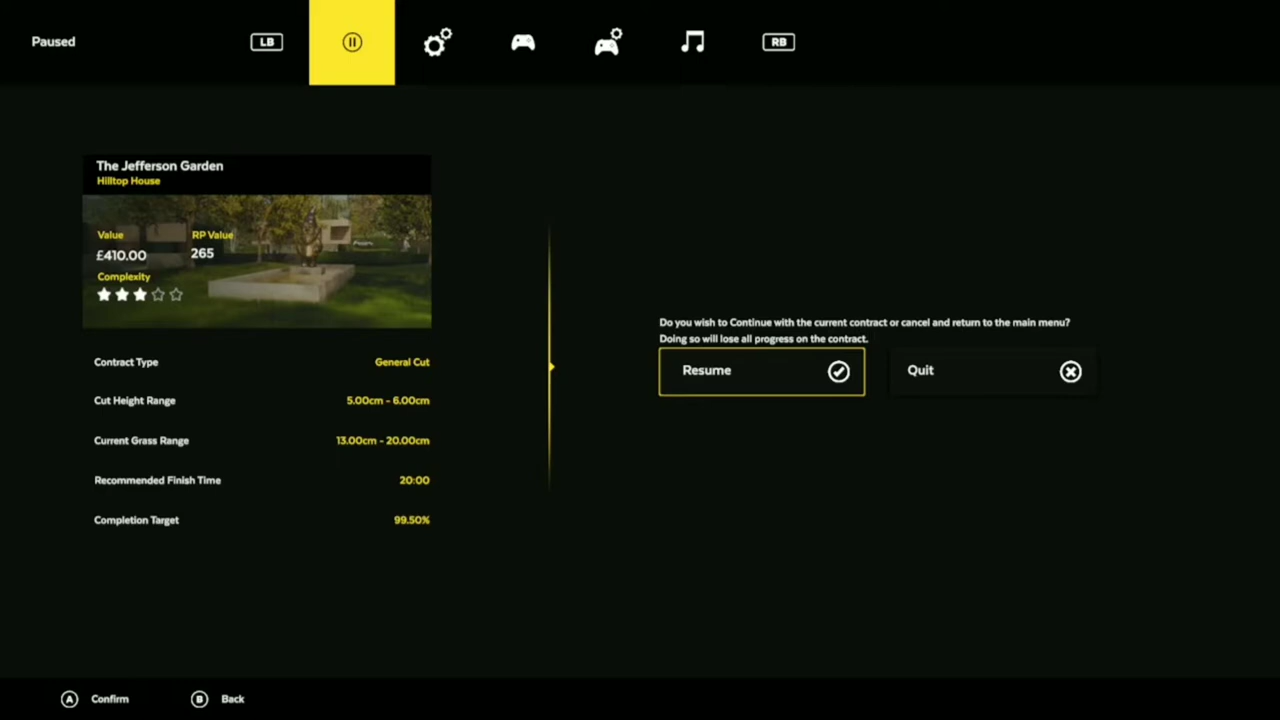 Paused
LB
RB
The Jefferson Garden
Hilltop House
Value
RP Value
£410.00
265
Complexity
Contract Type
General Cut
Cut Height Range
5.00cm - 6.00cm
Current Grass Range
13.00cm - 20.00cm
Recommended Finish Time
20:00
Completion Target
99.50%
Do you wish to Continue with the current contract or cancel and return to the main menu?
Doing so will lose all progress on the contract.
Resume
Quit
A Confirm
B Back